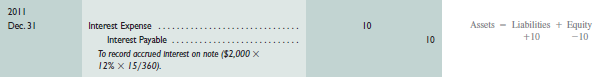 2011
Dec. 31 Interest Expense .............................. 10 Assets = Liabilities + Equity
Interest Payable ............................ 10 +10 −10
To record accrued interest on note ($2,000 ×
12% × 15/360).